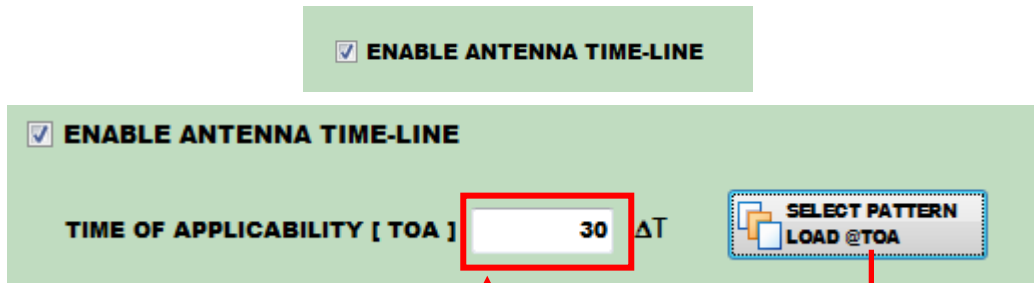 ENABLE ANTENNA TIME-LINE
ENABLE ANTENNA TIME-LINE
TIME OF APPLICABILITY [ TOA ] 30 ΔT
SELECT PATTERN
LOAD @TOA